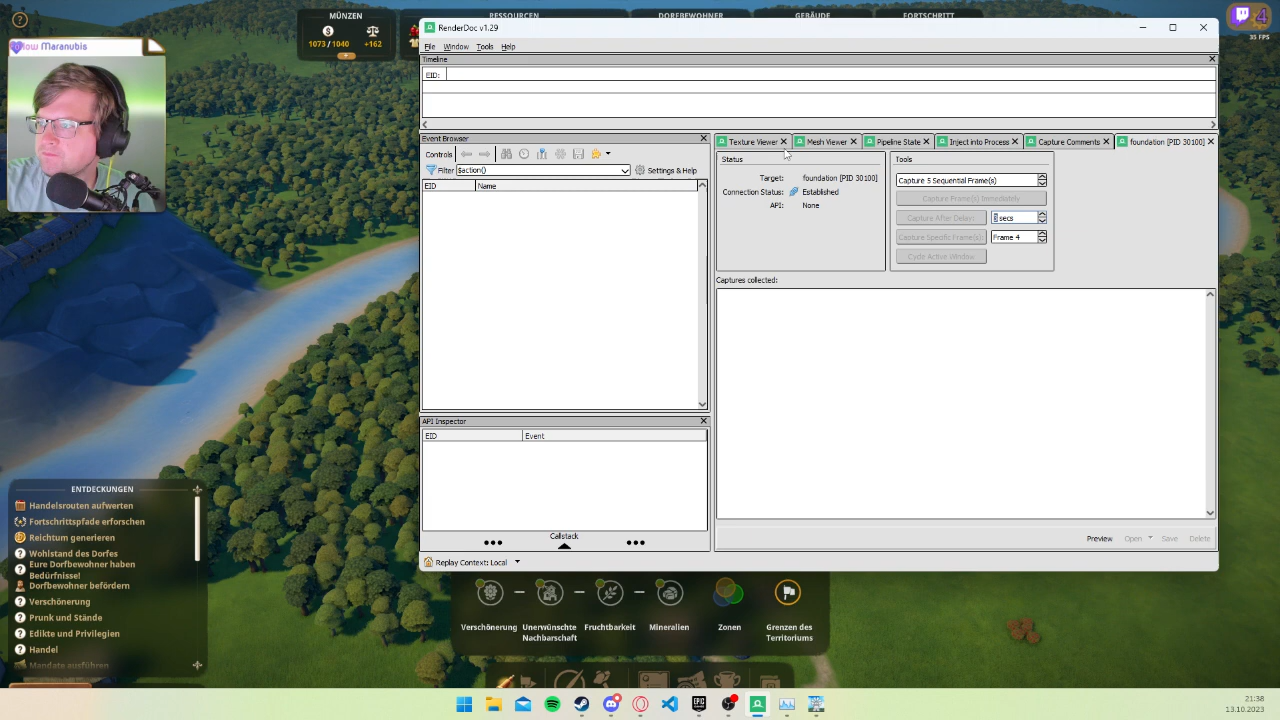 MÜNZEN
1073 / 1040
+162
RESSOURCEN
DORFBEWOHNER
GEBÄUDE
FORTSCHRITT
4
35 FPS
Maranubis
RenderDoc v1.29
File Window Tools Help
Timeline
EID:
Event Browser
Controls
Filter $action()
Settings & Help
EID Name
API Inspector
EID Event
Callstack
Replay Context: Local
Texture Viewer
Mesh Viewer
Pipeline State
Inject into Process
Capture Comments
foundation [PID 30100]
Status
Target: foundation [PID 30100]
Connection Status: Established
API: None
Tools
Capture 5 Sequential Frame(s)
Capture Frame(s) Immediately
Capture After Delay: secs
Capture Specific Frame(s): Frame 4
Cycle Active Window
Captures collected:
Preview Open Save Delete
ENTDECKUNGEN
Handelsrouten aufwerten
Fortschrittspfade erforschen
Reichtum generieren
Wohlstand des Dorfes
Eure Dorfbewohner haben
Bedürfnisse!
Dorfbewohner befördern
Verschönerung
Prunk und Stände
Edikte und Privilegien
Handel
Mandate ausführen
Verschönerung
Unerwünschte
Nachbarschaft
Fruchtbarkeit
Mineralien
Zonen
Grenzen des
Territoriums
EPIC
21:38
13.10.2023